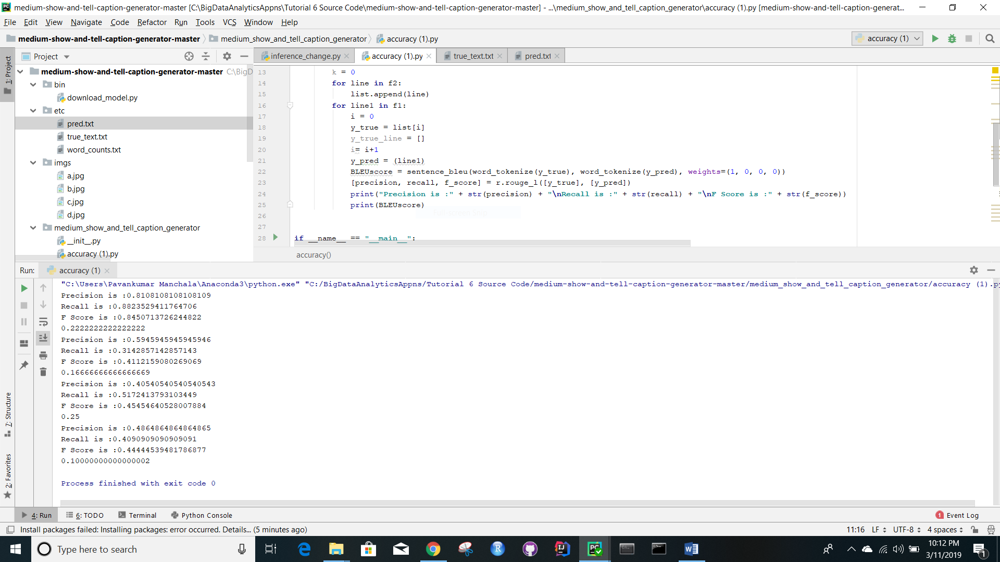 medium-show-and-tell-caption-generator-master [C:\BigDataAnalyticsAppns\Tutorial 6 Source Code\medium-show-and-tell-caption-generator-master] - ...\medium_show_and_tell_caption_generator\accuracy (1).py [medium-show-and-tell-caption-generat...
File Edit View Navigate Code Refactor Run Tools VCS Window Help
medium-show-and-tell-caption-generator-master medium_show_and_tell_caption_generator accuracy (1).py accuracy (1)
1: Project
Project
medium-show-and-tell-caption-generator-master C:\BigD
bin
download_model.py
etc
pred.txt
true_text.txt
word_counts.txt
imgs
a.jpg
b.jpg
c.jpg
d.jpg
medium_show_and_tell_caption_generator
__init__.py
accuracy (1).py
inference_change.py accuracy (1).py true_text.txt pred.txt
13 k = 0
14 for line in f2:
15 list.append(line)
16 for line1 in f1:
17 i = 0
18 y_true = list[i]
19 y_true_line = []
20 i= i+1
21 y_pred = (line1)
22 BLEUscore = sentence_bleu(word_tokenize(y_true), word_tokenize(y_pred), weights=(1, 0, 0, 0))
23 [precision, recall, f_score] = r.rouge_l([y_true], [y_pred])
24 print("Precision is :" + str(precision) + "\nRecall is :" + str(recall) + "\nF Score is :" + str(f_score))
25 print(BLEUscore)
Full-screen Snip
26
27
28 if __name__ == "__main__":
accuracy()
Run: accuracy (1)
"C:\Users\Pavankumar Manchala\Anaconda3\python.exe" "C:/BigDataAnalyticsAppns/Tutorial 6 Source Code/medium-show-and-tell-caption-generator-master/medium_show_and_tell_caption_generator/accuracy (1).py
Precision is :0.8108108108108109
Recall is :0.8823529411764706
F Score is :0.8450713726244822
0.2222222222222222
Precision is :0.5945945945945946
Recall is :0.3142857142857143
F Score is :0.4112159080269069
0.16666666666666669
Precision is :0.40540540540540543
Recall is :0.5172413793103449
F Score is :0.45454640528007884
0.25
Precision is :0.4864864864864865
Recall is :0.4090909090909091
F Score is :0.44444539481786877
0.10000000000000002
Process finished with exit code 0
7: Structure
2: Favorites
4: Run 6: TODO Terminal Python Console 1 Event Log
Install packages failed: Installing packages: error occurred. Details... (5 minutes ago) 11:16 LF UTF-8 4 spaces
Type here to search
10:12 PM
3/11/2019
1